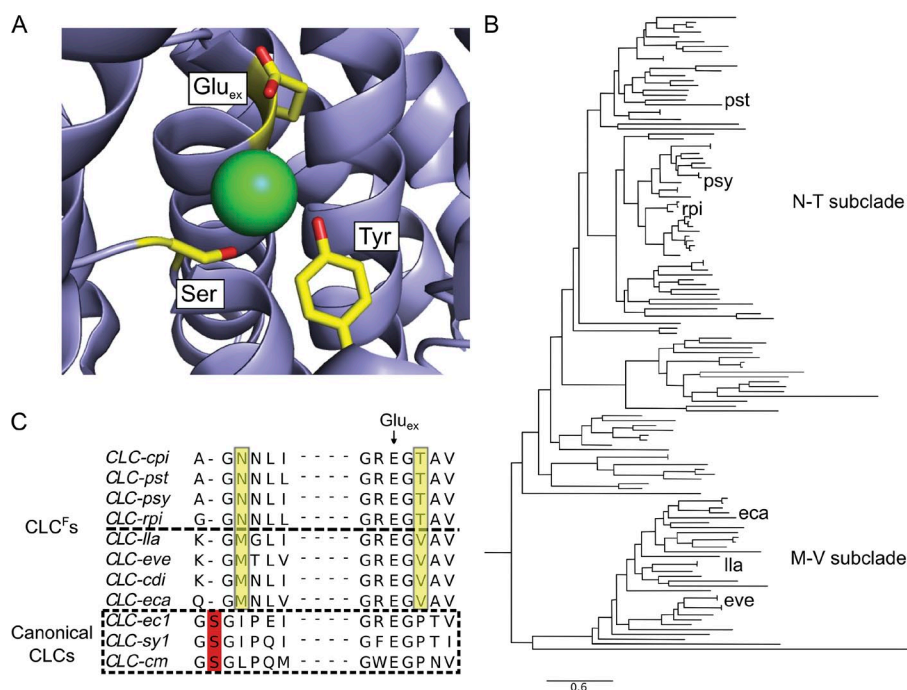 A
Glu ex
Ser
Tyr
B
pst
psy
rpi
N-T subclade
eca
lla
M-V subclade
eve
0.6
C
Glu ex
CLC-cpi A - G N N L I - - - - G R E G T A V
CLC-pst A - G N N L L - - - - G R E G T A V
CLC-psy A - G N N L I - - - - G R E G T A V
CLC-rpi G - G N N L L - - - - G R E G T A V
CLCFs
CLC-lla K - G M G L I - - - - G R E G V A V
CLC-eve K - G M T L V - - - - G R E G V A V
CLC-cdi K - G M N L I - - - - G R E G V A V
CLC-eca Q - G M N L V - - - - G R E G V A V
Canonical
CLCs
CLC-ec1 G S G I P E I - - - - G R E G P T V
CLC-sy1 G S G I P Q I - - - - G F E G P T I
CLC-cm G S G L P Q M - - - - G W E G P N V